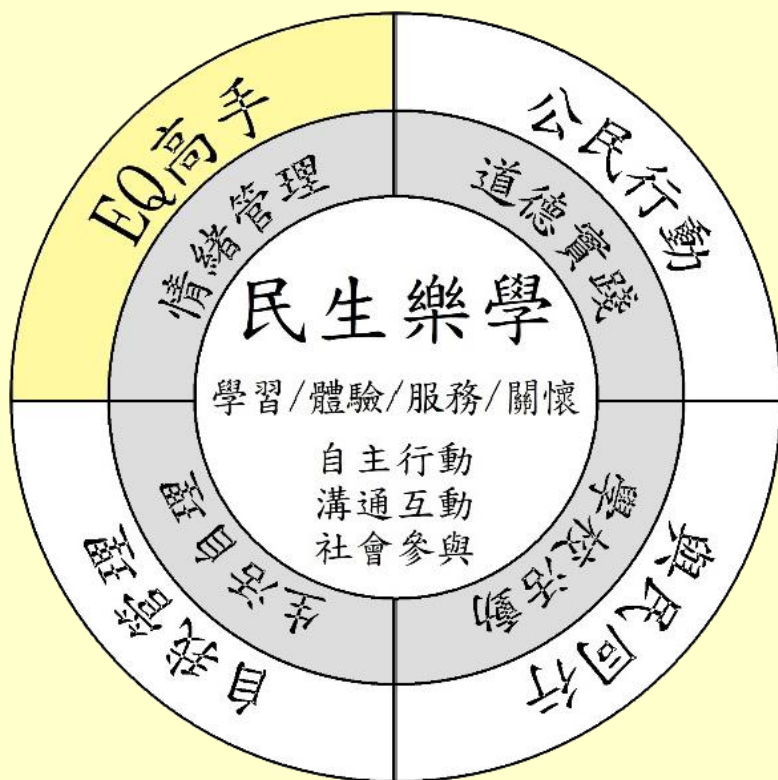 EQ高手
公民行動
情緒管理
道德實踐
民生樂學
學習/體驗/服務/關懷
自主行動
溝通互動
社會參與
生活自理
學校活動
自我管理
與民同行